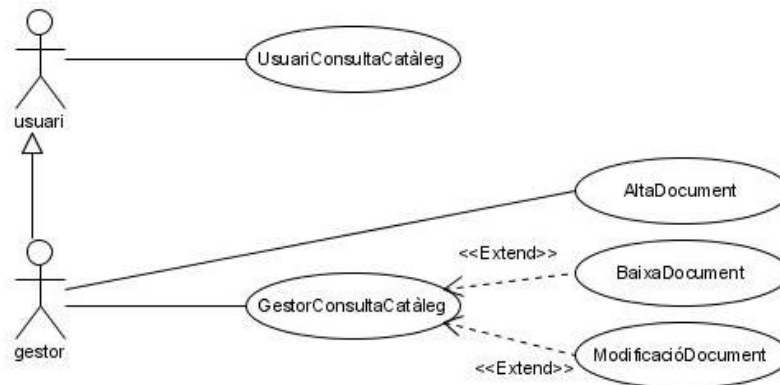 UsuariConsultaCatàleg
usuari
AltaDocument
<<Extend>>
BaixaDocument
GestorConsultaCatàleg
gestor
ModificacióDocument
<<Extend>>